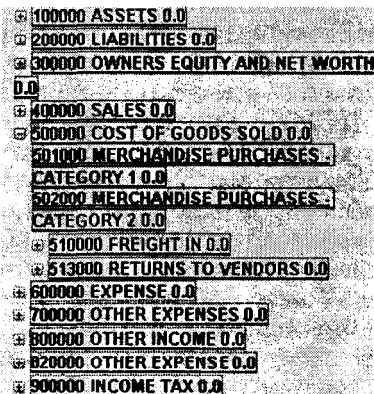 100000 ASSETS 0.0
200000 LIABILITIES 0.0
300000 OWNERS EQUITY AND NET WORTH
0.0
400000 SALES 0.0
500000 COST OF GOODS SOLD 0.0
501000 MERCHANDISE PURCHASES .
CATEGORY 1 0.0
502000 MERCHANDISE PURCHASES .
CATEGORY 2 0.0
510000 FREIGHT IN 0.0
513000 RETURNS TO VENDORS 0.0
600000 EXPENSE 0.0
700000 OTHER EXPENSES 0.0
800000 OTHER INCOME 0.0
820000 OTHER EXPENSE 0.0
900000 INCOME TAX 0.0